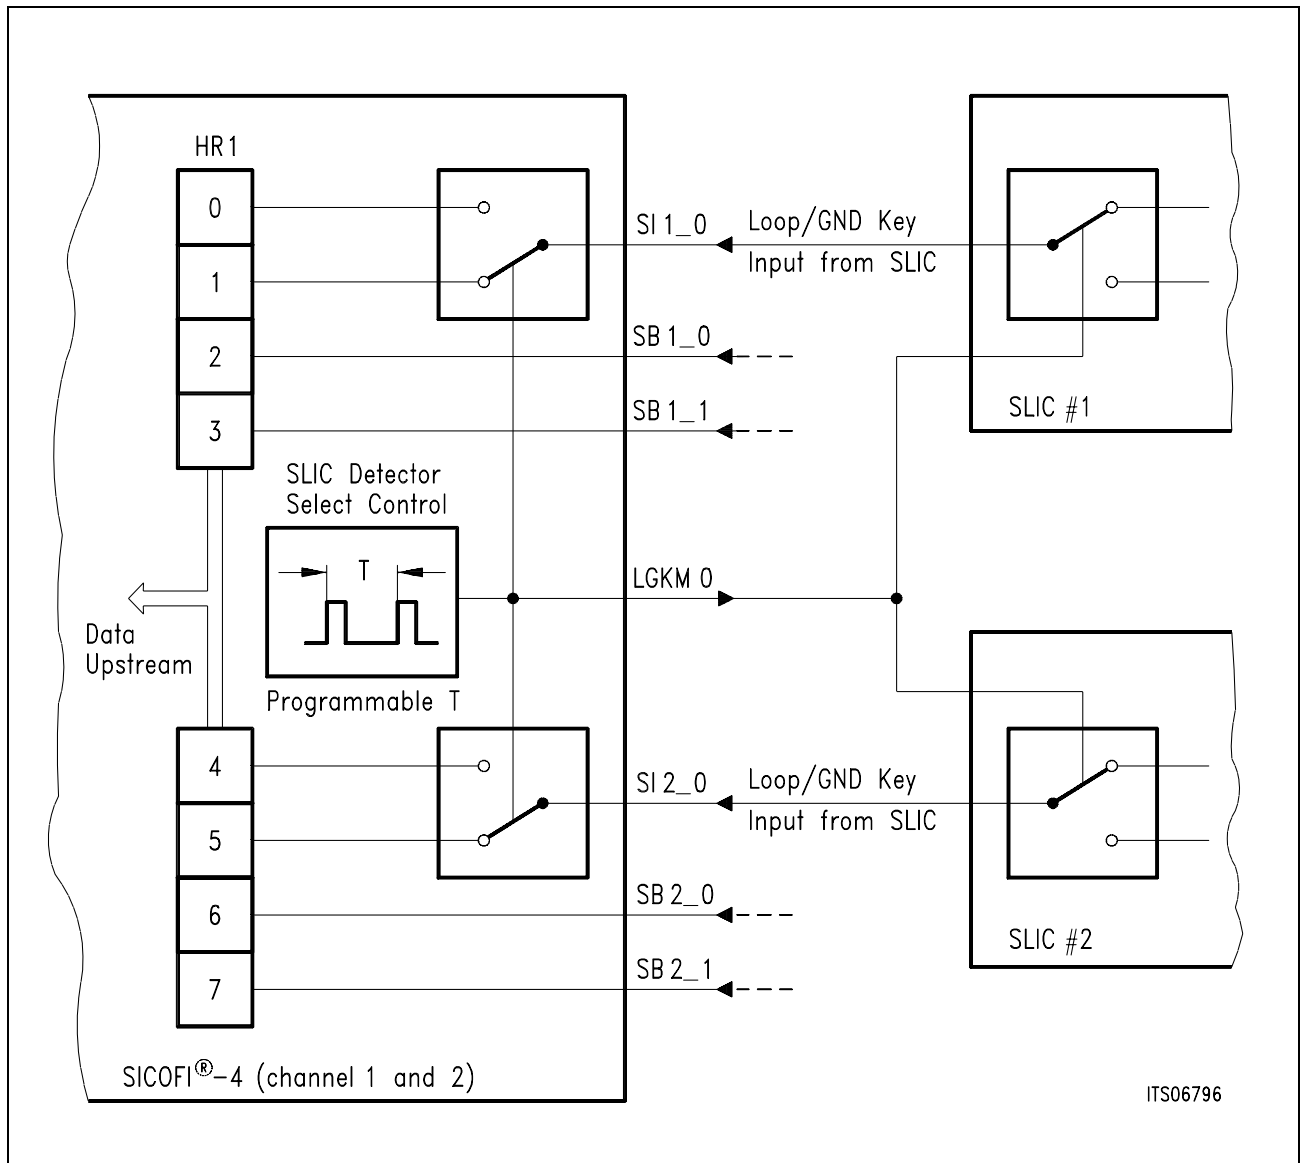 HR1
0
1
2
3
SI 1_0
Loop/GND Key
Input from SLIC
SB 1_0
SB 1_1
SLIC #1
SLIC Detector
Select Control
T
LGKM 0
Data
Upstream
Programmable T
4
5
6
7
SI 2_0
Loop/GND Key
Input from SLIC
SB 2_0
SB 2_1
SLIC #2
SICOFI®-4 (channel 1 and 2)
ITS06796